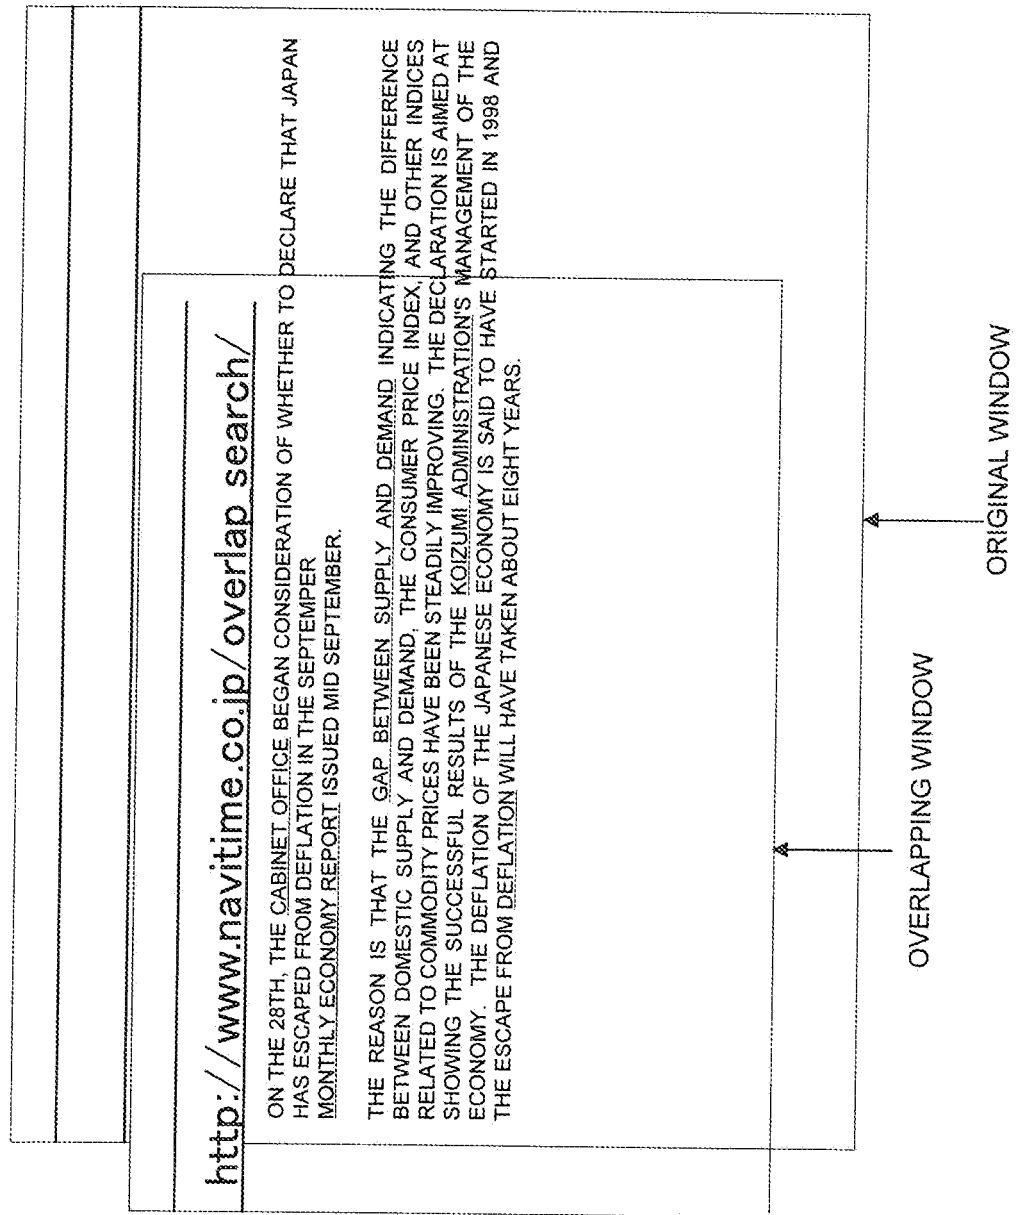 http://www.navitime.co.jp/overlap search/
ON THE 28TH, THE CABINET OFFICE BEGAN CONSIDERATION OF WHETHER TO DECLARE THAT JAPAN
HAS ESCAPED FROM DEFLATION IN THE SEPTEMPER
MONTHLY ECONOMY REPORT ISSUED MID SEPTEMBER.
THE REASON IS THAT THE GAP BETWEEN SUPPLY AND DEMAND INDICATING THE DIFFERENCE
BETWEEN DOMESTIC SUPPLY AND DEMAND, THE CONSUMER PRICE INDEX, AND OTHER INDICES
RELATED TO COMMODITY PRICES HAVE BEEN STEADILY IMPROVING. THE DECLARATION IS AIMED AT
SHOWING THE SUCCESSFUL RESULTS OF THE KOIZUMI ADMINISTRATION'S MANAGEMENT OF THE
ECONOMY. THE DEFLATION OF THE JAPANESE ECONOMY IS SAID TO HAVE STARTED IN 1998 AND
THE ESCAPE FROM DEFLATION WILL HAVE TAKEN ABOUT EIGHT YEARS.
OVERLAPPING WINDOW
ORIGINAL WINDOW